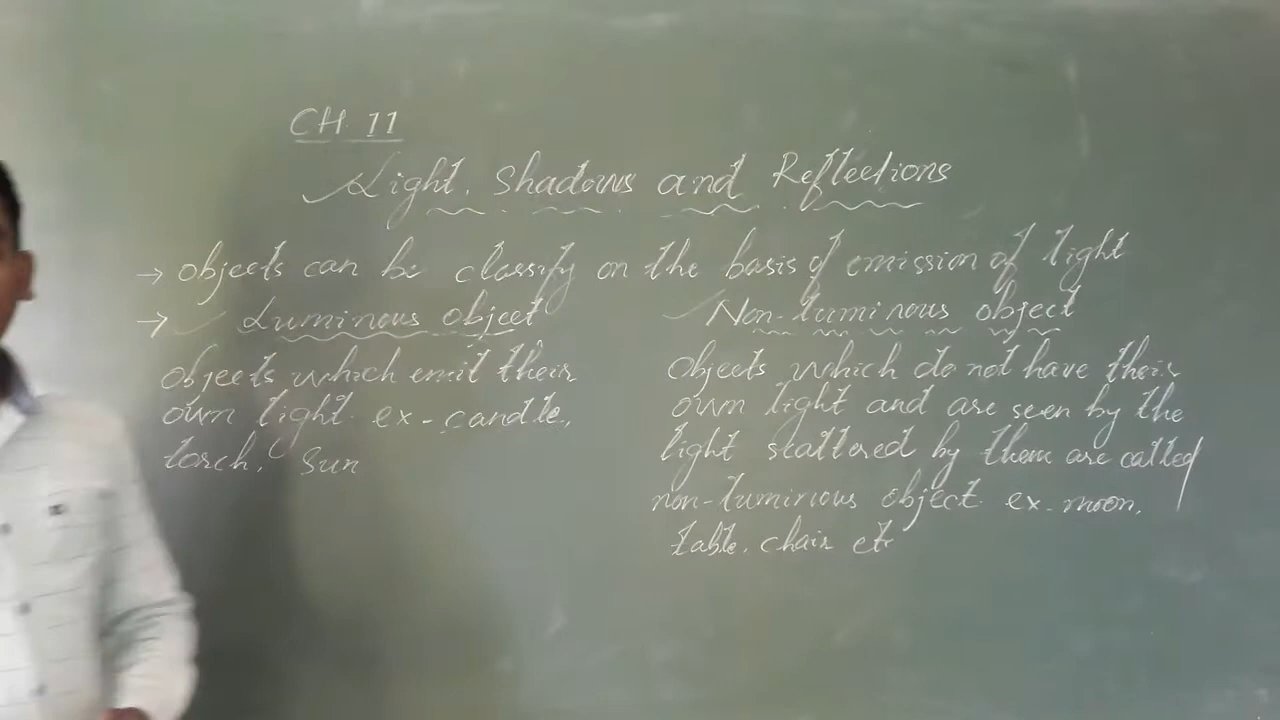 CH. 11
Light, Shadows and Reflections
→ objects can be classify on the basis of emission of light
→ ✓ Luminous object
objects which emit their
own light ex - candle,
torch, Sun
✓ Non-luminous object
Objects which do not have their
own light and are seen by the
light scattered by them are called
non-luminious object. ex. moon,
table, chair etc